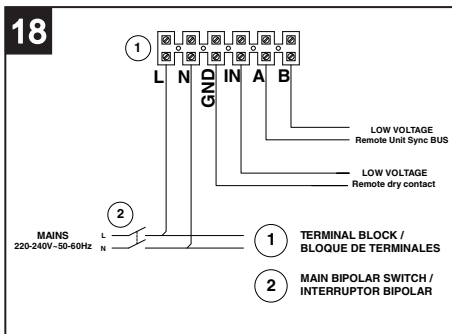 18
1
L N GND IN A B
LOW VOLTAGE
Remote Unit Sync BUS
LOW VOLTAGE
Remote dry contact
2
MAINS
220-240V~50-60Hz
L
N
1 TERMINAL BLOCK /
BLOQUE DE TERMINALES
2 MAIN BIPOLAR SWITCH /
INTERRUPTOR BIPOLAR